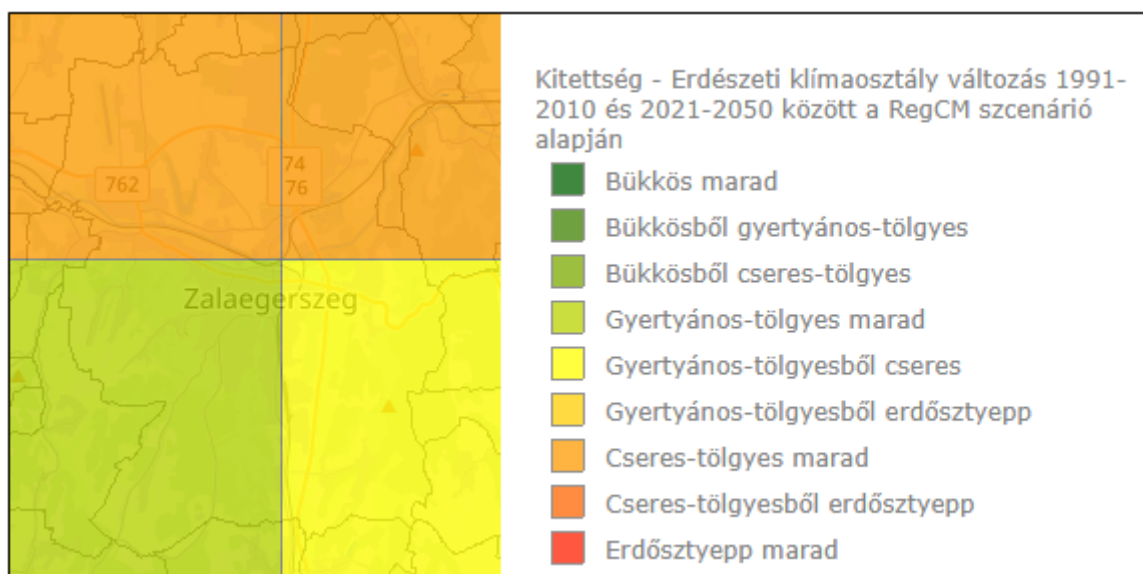 762
74
76
Zalaegerszeg
Kitettség - Erdészeti klímaosztály változás 1991-
2010 és 2021-2050 között a RegCM szcenárió
alapján
Bükkös marad
Bükkösből gyertyános-tölgyes
Bükkösből cseres-tölgyes
Gyertyános-tölgyes marad
Gyertyános-tölgyesből cseres
Gyertyános-tölgyesből erdősztyepp
Cseres-tölgyes marad
Cseres-tölgyesből erdősztyepp
Erdősztyepp marad